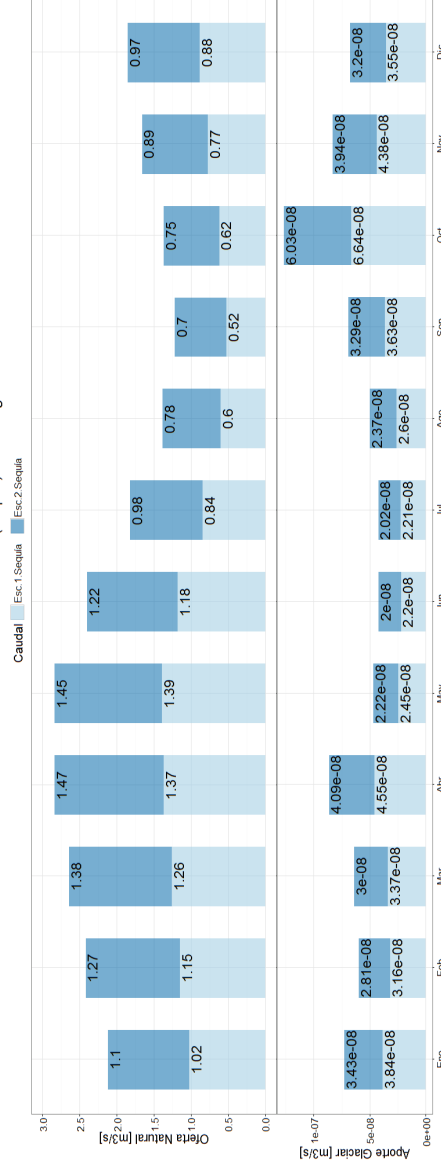 Caudal Esc.1.Sequia Esc.2.Sequia
Oferta Natural [m3/s]
3.0
2.5
2.0
1.5
1.0
0.5
0.0
1.1 1.27 1.38 1.47 1.45 1.22 0.98 0.78 0.7 0.75 0.89 0.97
1.02 1.15 1.26 1.37 1.39 1.18 0.84 0.6 0.52 0.62 0.77 0.88
Aporte Glaciar [m3/s]
1e-07
5e-08
0e+00
3.43e-08 2.81e-08 3e-08 4.09e-08 2.22e-08 2e-08 2.02e-08 2.37e-08 3.29e-08 6.03e-08 3.94e-08 3.2e-08
3.84e-08 3.16e-08 3.37e-08 4.55e-08 2.45e-08 2.2e-08 2.21e-08 2.6e-08 3.63e-08 6.64e-08 4.38e-08 3.55e-08
Ene Feb Mar Abr May Jun Jul Ago Sep Oct Nov Dic